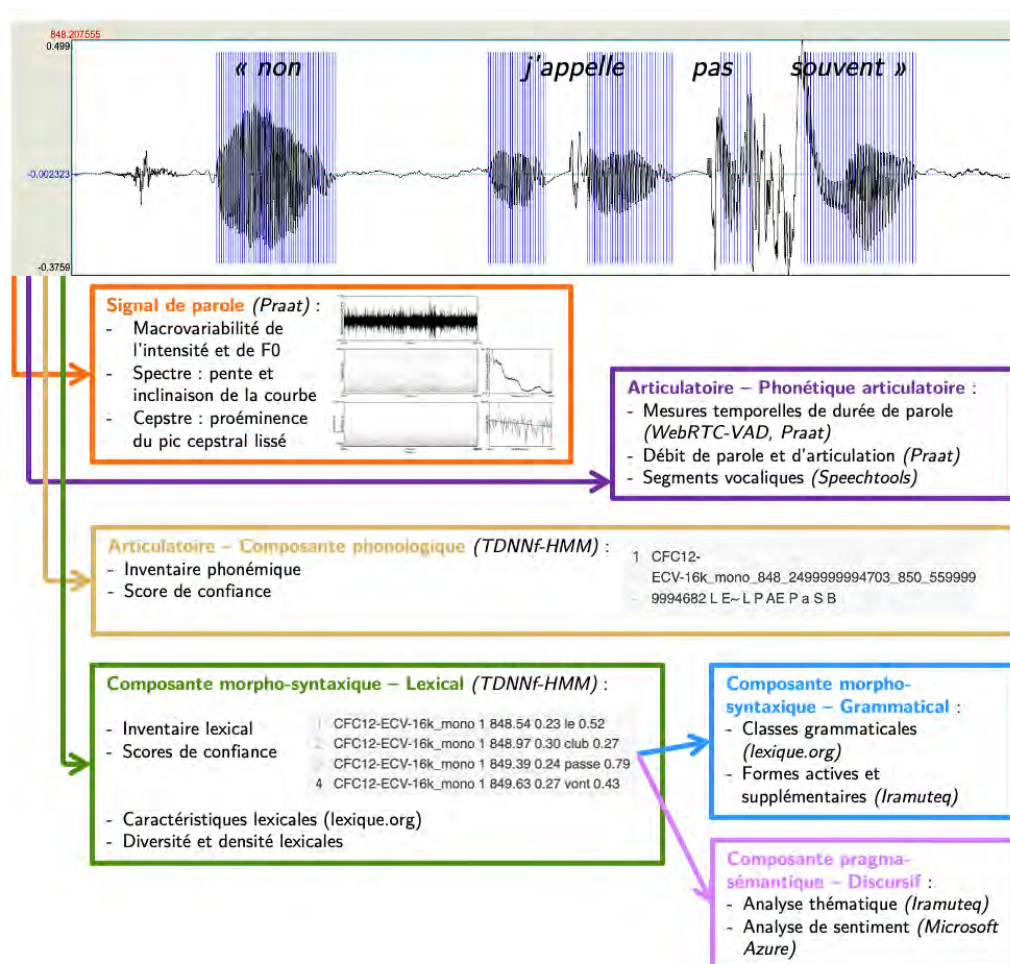 848.207555
0.499
« non j'appelle pas souvent »
-0.002323
-0.3759
Signal de parole (Praat) :
- Macrovariabilité de
l'intensité et de F0
- Spectre : pente et
inclinaison de la courbe
- Cepstre : proéminence
du pic cepstral lissé
Articulatoire – Phonétique articulatoire :
- Mesures temporelles de durée de parole
(WebRTC-VAD, Praat)
- Débit de parole et d'articulation (Praat)
- Segments vocaliques (Speechtools)
Articulatoire – Composante phonologique (TDNNf-HMM) :
- Inventaire phonémique
- Score de confiance
1 CFC12-
ECV-16k_mono_848_2499999994703_850_559999
9994682 L E~ L P AE P a S B
Composante morpho-syntaxique – Lexical (TDNNf-HMM) :
- Inventaire lexical
- Scores de confiance
1 CFC12-ECV-16k_mono 1 848.54 0.23 le 0.52
2 CFC12-ECV-16k_mono 1 848.97 0.30 club 0.27
3 CFC12-ECV-16k_mono 1 849.39 0.24 passe 0.79
4 CFC12-ECV-16k_mono 1 849.63 0.27 vont 0.43
- Caractéristiques lexicales (lexique.org)
- Diversité et densité lexicales
Composante morpho-
syntaxique – Grammatical :
- Classes grammaticales
(lexique.org)
- Formes actives et
supplémentaires (Iramuteq)
Composante pragma-
sémantique – Discursif :
- Analyse thématique (Iramuteq)
- Analyse de sentiment (Microsoft
Azure)